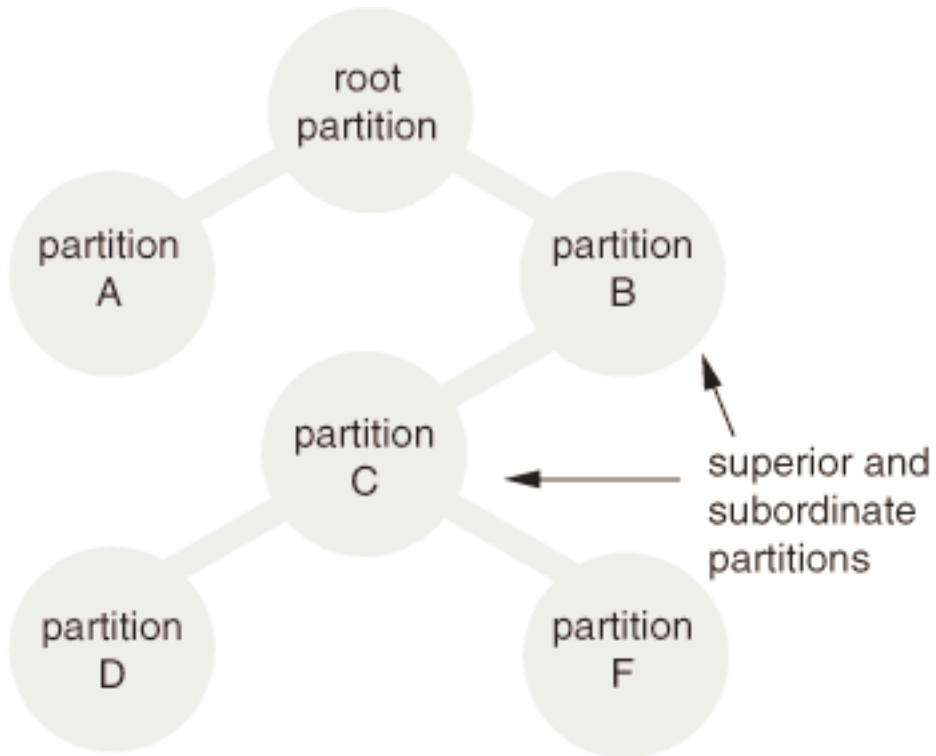 root
partition
partition
A
partition
B
partition
C
superior and
subordinate
partitions
partition
D
partition
F